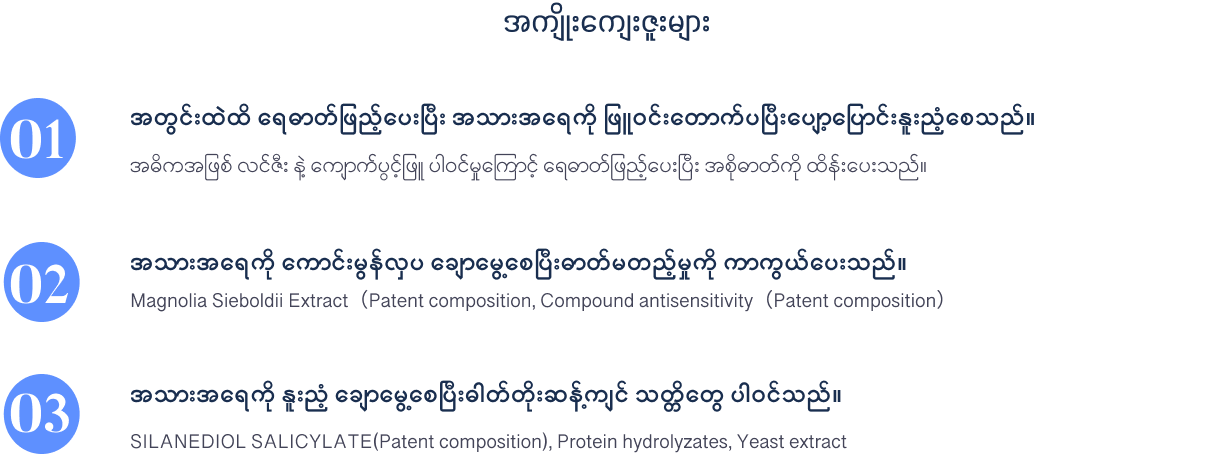 အကျိုးကျေးဇူးများ
01
အတွင်းထဲထိ ရေဓာတ်ဖြည့်ပေးပြီး အသားအရေကို ဖြူဝင်းတောက်ပပြီးပျော့ပြောင်းနူးညံ့စေသည်။
အဓိကအဖြစ် လင်ဇီး နဲ့ ကျောက်ပွင့်ဖြူ ပါဝင်မှုကြောင့် ရေဓာတ်ဖြည့်ပေးပြီး အစိုဓာတ်ကို ထိန်းပေးသည်။
02
အသားအရေကို ကောင်းမွန်လှပ ချောမွေ့စေပြီးဓာတ်မတည့်မှုကို ကာကွယ်ပေးသည်။
Magnolia Sieboldii Extract（Patent composition, Compound antisensitivity（Patent composition）
03
အသားအရေကို နူးညံ့ ချောမွေ့စေပြီးဓါတ်တိုးဆန့်ကျင် သတ္တိတွေ ပါဝင်သည်။
SILANEDIOL SALICYLATE(Patent composition), Protein hydrolyzates, Yeast extract